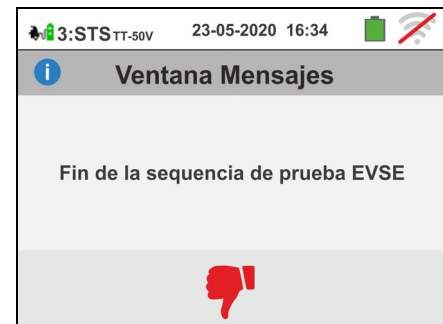 3:STS TT-50V 23-05-2020 16:34
i Ventana Mensajes
Fin de la sequencia de prueba EVSE